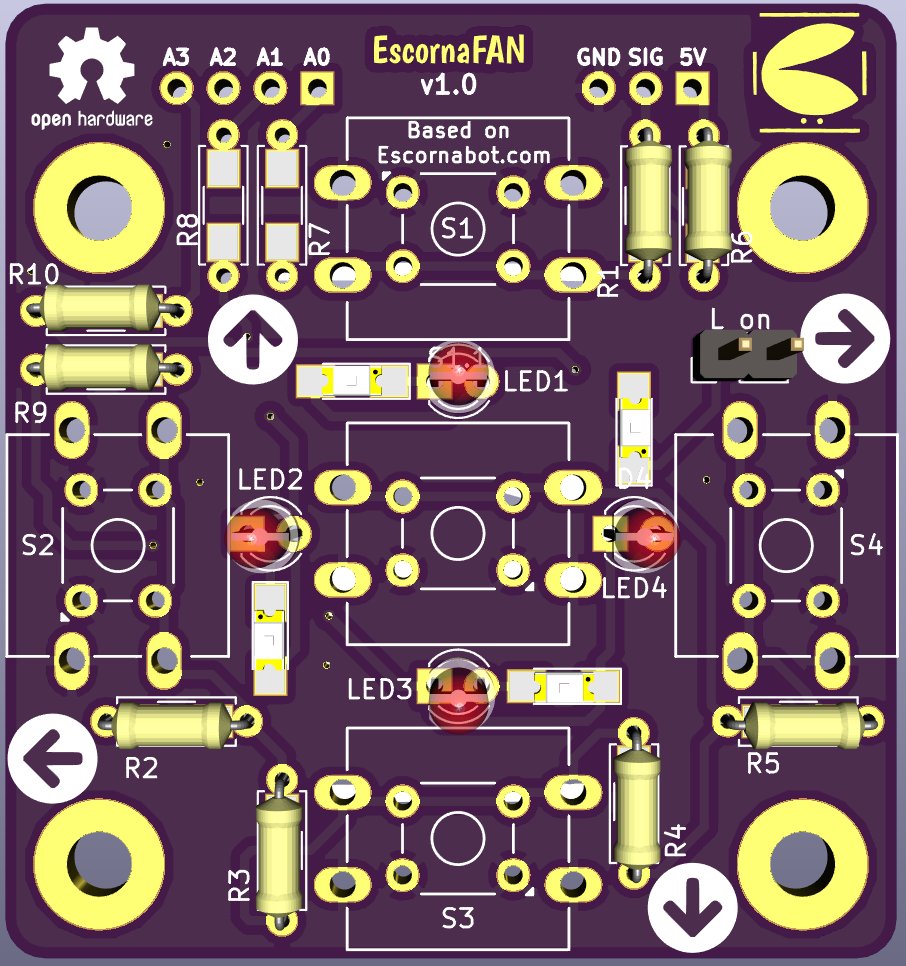 EscornaFAN
v1.0
A3 A2 A1 A0
GND SIG 5V
open hardware
Based on
Escornabot.com
R8
R7
S1
R1
R6
R10
L on
LED1
R9
LED2
D4
S2
S4
LED4
LED3
R2
R5
R3
R4
S3